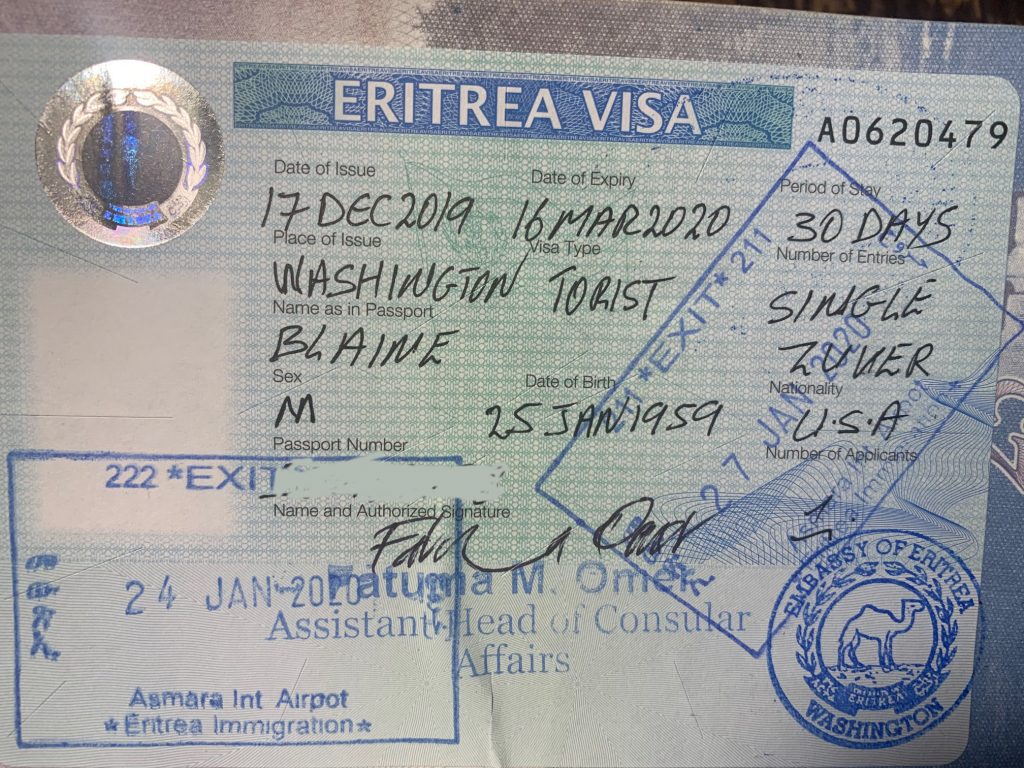 ERITREA VISA
A0620479
Date of Issue Date of Expiry Period of Stay
17 DEC 2019 16 MAR 2020 30 DAYS
Place of Issue Visa Type Number of Entries
WASHINGTON TORIST SINGLE
Name as in Passport
BLAINE ZUVER
Sex Date of Birth Nationality
M 25 JAN 1959 U.S.A
Passport Number Number of Applicants
Name and Authorized Signature
1
M. Omer
Assistant Head of Consular
Affairs
211 *EXIT* 211
27 JAN 2020
222 *EXIT
24 JAN 2020
Asmara Int Airpot
*Eritrea Immigration*
EMBASSY OF ERITREA
WASHINGTON